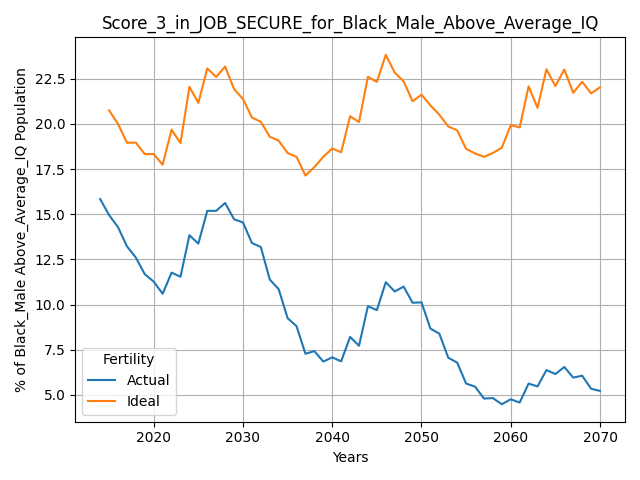 Score_3_in_JOB_SECURE_for_Black_Male_Above_Average_IQ
% of Black_Male Above_Average_IQ Population
22.5
20.0
17.5
15.0
12.5
10.0
7.5
5.0
Fertility
Actual
Ideal
2020 2030 2040 2050 2060 2070
Years